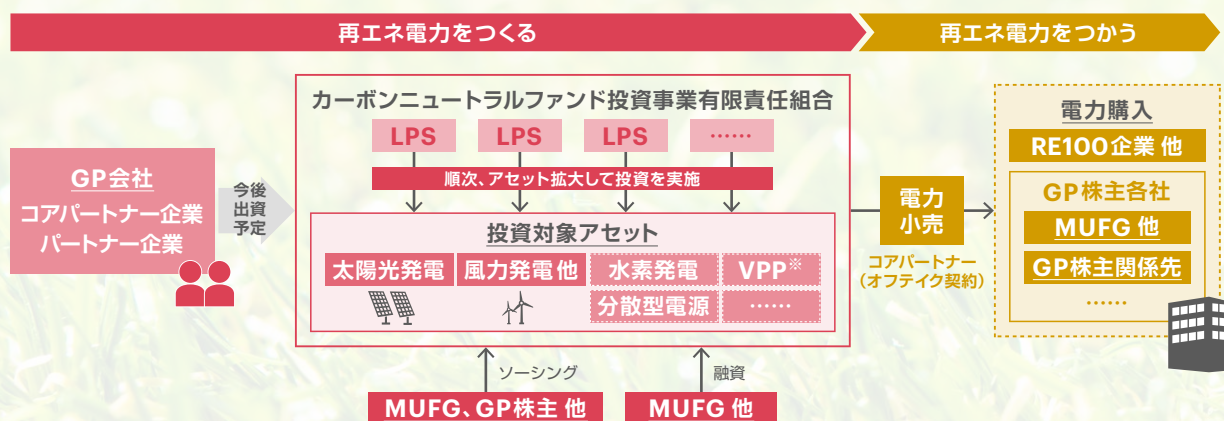 再エネ電力をつくる
再エネ電力をつかう
GP会社
コアパートナー企業
パートナー企業
今後
出資
予定
カーボンニュートラルファンド投資事業有限責任組合
LPS
LPS
LPS
……
順次、アセット拡大して投資を実施
投資対象アセット
太陽光発電
風力発電 他
水素発電
VPP※
分散型電源
……
ソーシング
融資
MUFG、GP株主 他
MUFG 他
電力
小売
コアパートナー
（オフテイク契約）
電力購入
RE100企業 他
GP株主各社
MUFG 他
GP株主関係先
……